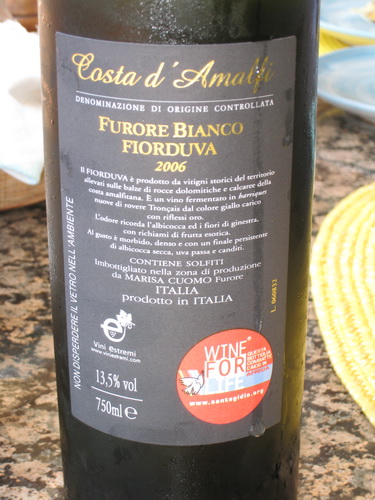 Costa d'Amalfi
DENOMINAZIONE DI ORIGINE CONTROLLATA
FURORE BIANCO
FIORDUVA
2006
Il FIORDUVA è prodotto da vitigni storici del territorio
allevati sulle balze di rocce dolomitiche e calcaree della
costa amalfitana. È un vino fermentato in barriques
nuove di rovere Tronçais dal colore giallo carico
con riflessi oro.
L'odore ricorda l'albicocca ed i fiori di ginestra,
con richiami di frutta esotica.
Al gusto è morbido, denso e con un finale persistente
di albicocca secca, uva passa e canditi.
CONTIENE SOLFITI
Imbottigliato nella zona di produzione
da MARISA CUOMO Furore
ITALIA
prodotto in ITALIA
NON DISPERDERE IL VETRO NELL'AMBIENTE
L. 060832
Vini estremi
www.viniestremi.com
13,5% vol
750ml e
WINE
FOR
LIFE
www.santegidio.org